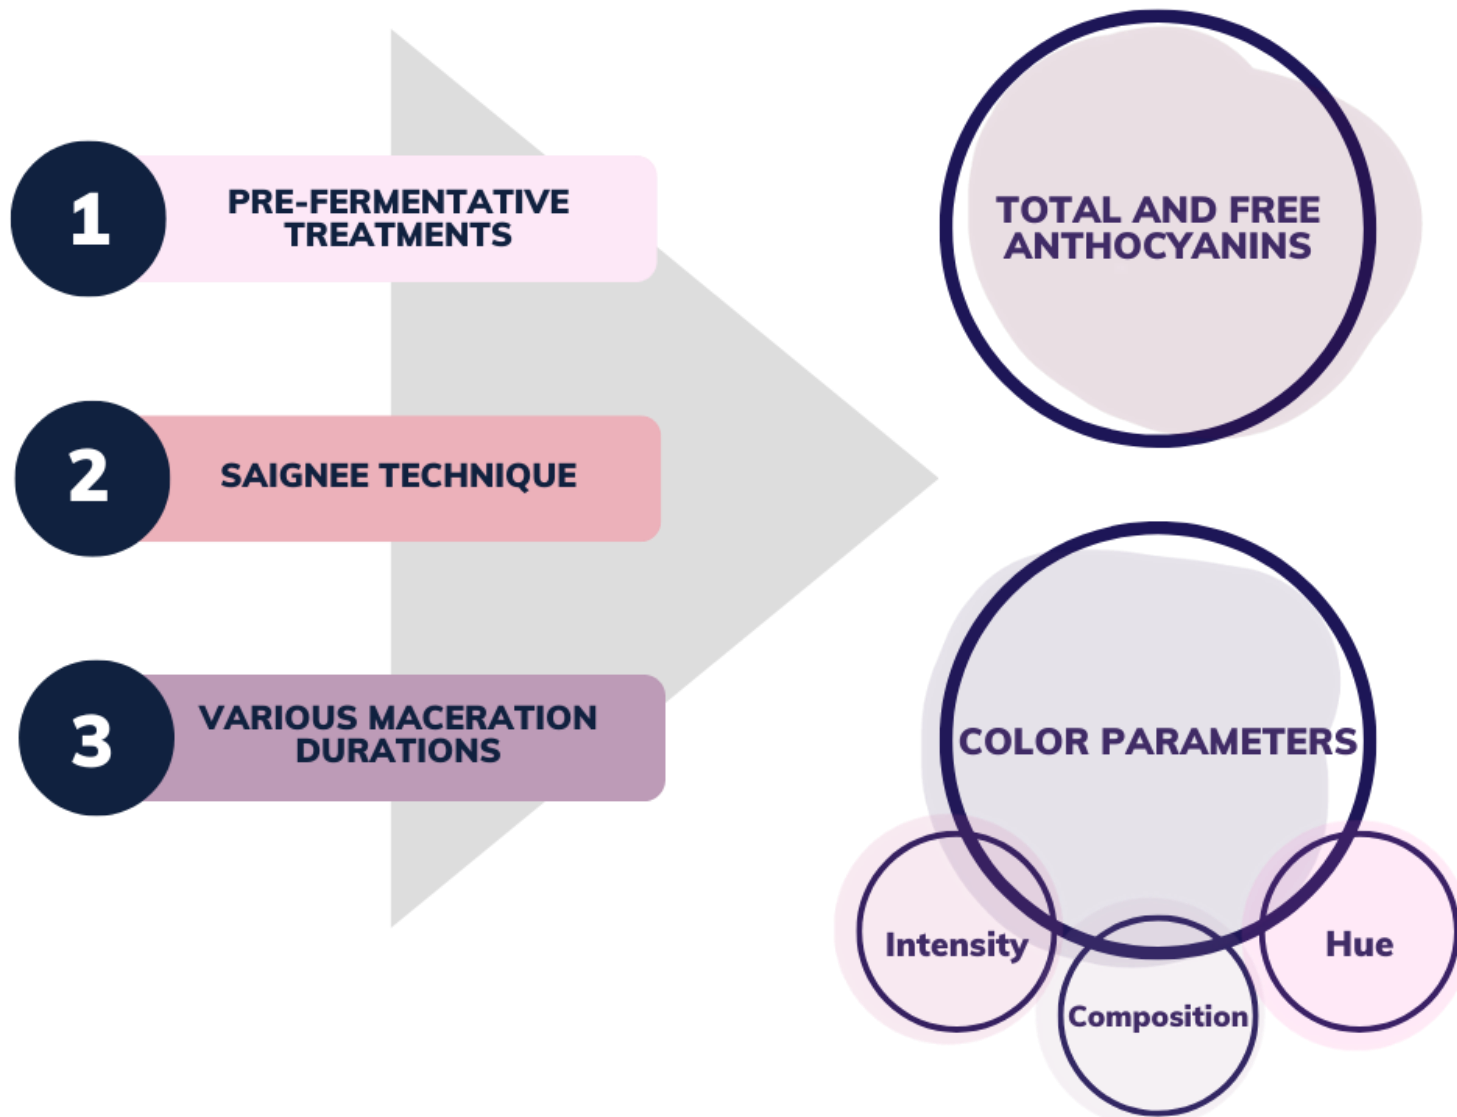 1
PRE-FERMENTATIVE
TREATMENTS
2
SAIGNEE TECHNIQUE
3
VARIOUS MACERATION
DURATIONS
TOTAL AND FREE
ANTHOCYANINS
COLOR PARAMETERS
Intensity
Composition
Hue